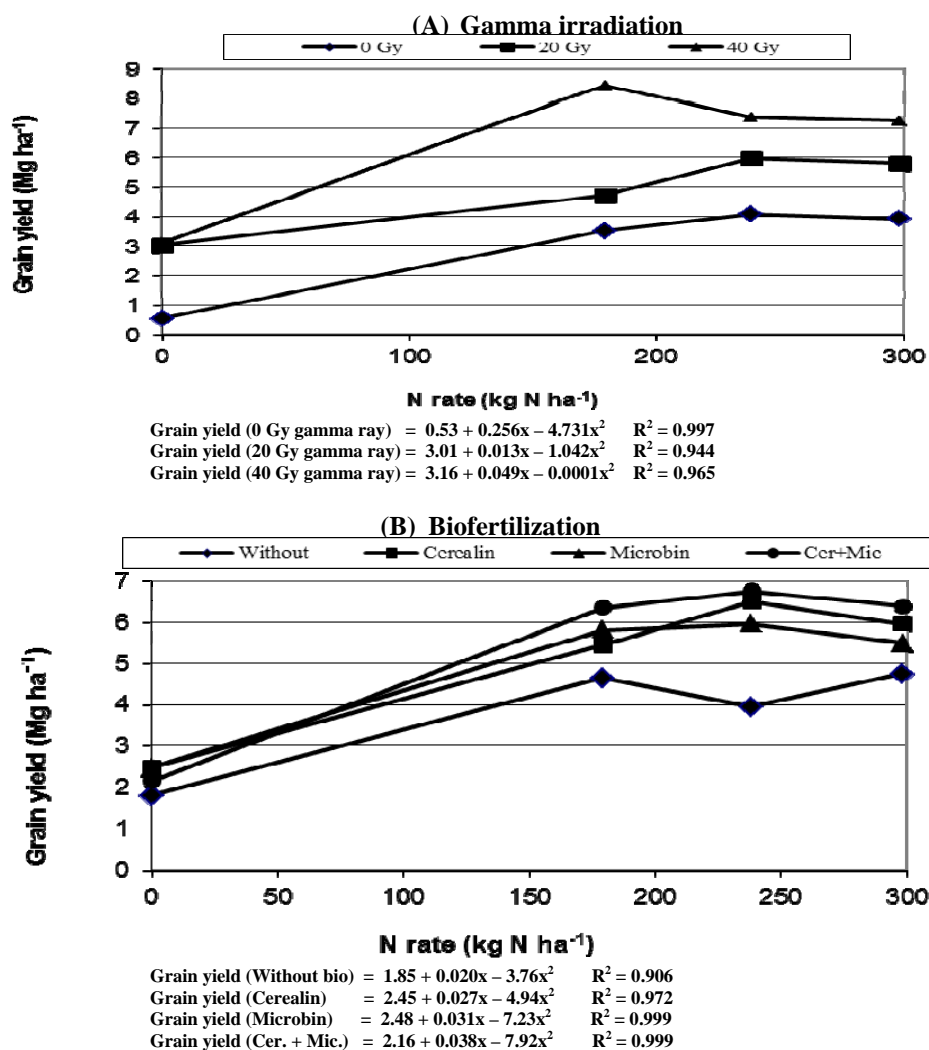 (A) Gamma irradiation
0 Gy 20 Gy 40 Gy
9
8
7
6
5
4
3
2
1
0
Grain yield (Mg ha⁻¹)
0 100 200 300
N rate (kg N ha⁻¹)
Grain yield (0 Gy gamma ray) = 0.53 + 0.256x – 4.731x² R² = 0.997
Grain yield (20 Gy gamma ray) = 3.01 + 0.013x – 1.042x² R² = 0.944
Grain yield (40 Gy gamma ray) = 3.16 + 0.049x – 0.0001x² R² = 0.965
(B) Biofertilization
Without Cerealin Microbin Cer+Mic
7
6
5
4
3
2
1
0
Grain yield (Mg ha⁻¹)
0 50 100 150 200 250 300
N rate (kg N ha⁻¹)
Grain yield (Without bio) = 1.85 + 0.020x – 3.76x² R² = 0.906
Grain yield (Cerealin) = 2.45 + 0.027x – 4.94x² R² = 0.972
Grain yield (Microbin) = 2.48 + 0.031x – 7.23x² R² = 0.999
Grain yield (Cer. + Mic.) = 2.16 + 0.038x – 7.92x² R² = 0.999